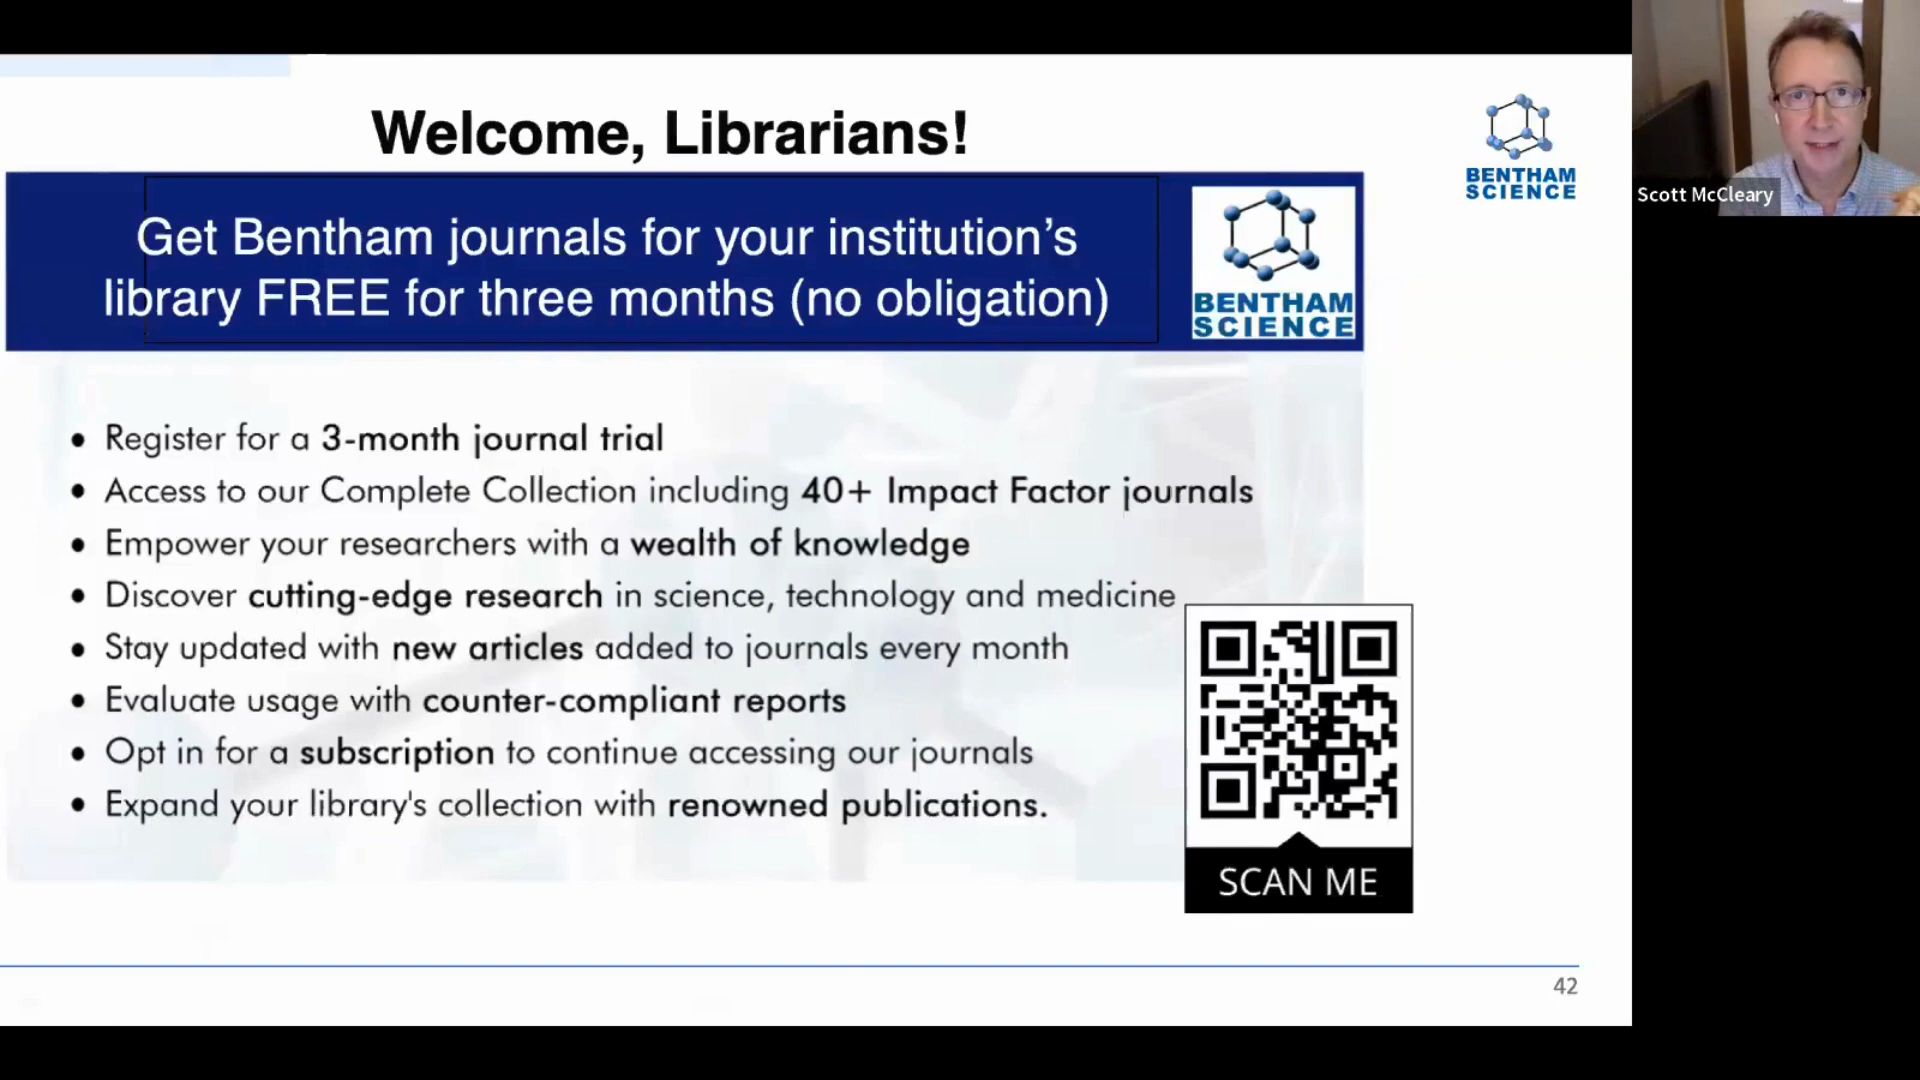 Welcome, Librarians!
BENTHAM
SCIENCE
Scott McCleary
Get Bentham journals for your institution’s
library FREE for three months (no obligation)
BENTHAM
SCIENCE
• Register for a 3-month journal trial
• Access to our Complete Collection including 40+ Impact Factor journals
• Empower your researchers with a wealth of knowledge
• Discover cutting-edge research in science, technology and medicine
• Stay updated with new articles added to journals every month
• Evaluate usage with counter-compliant reports
• Opt in for a subscription to continue accessing our journals
• Expand your library's collection with renowned publications.
SCAN ME
42